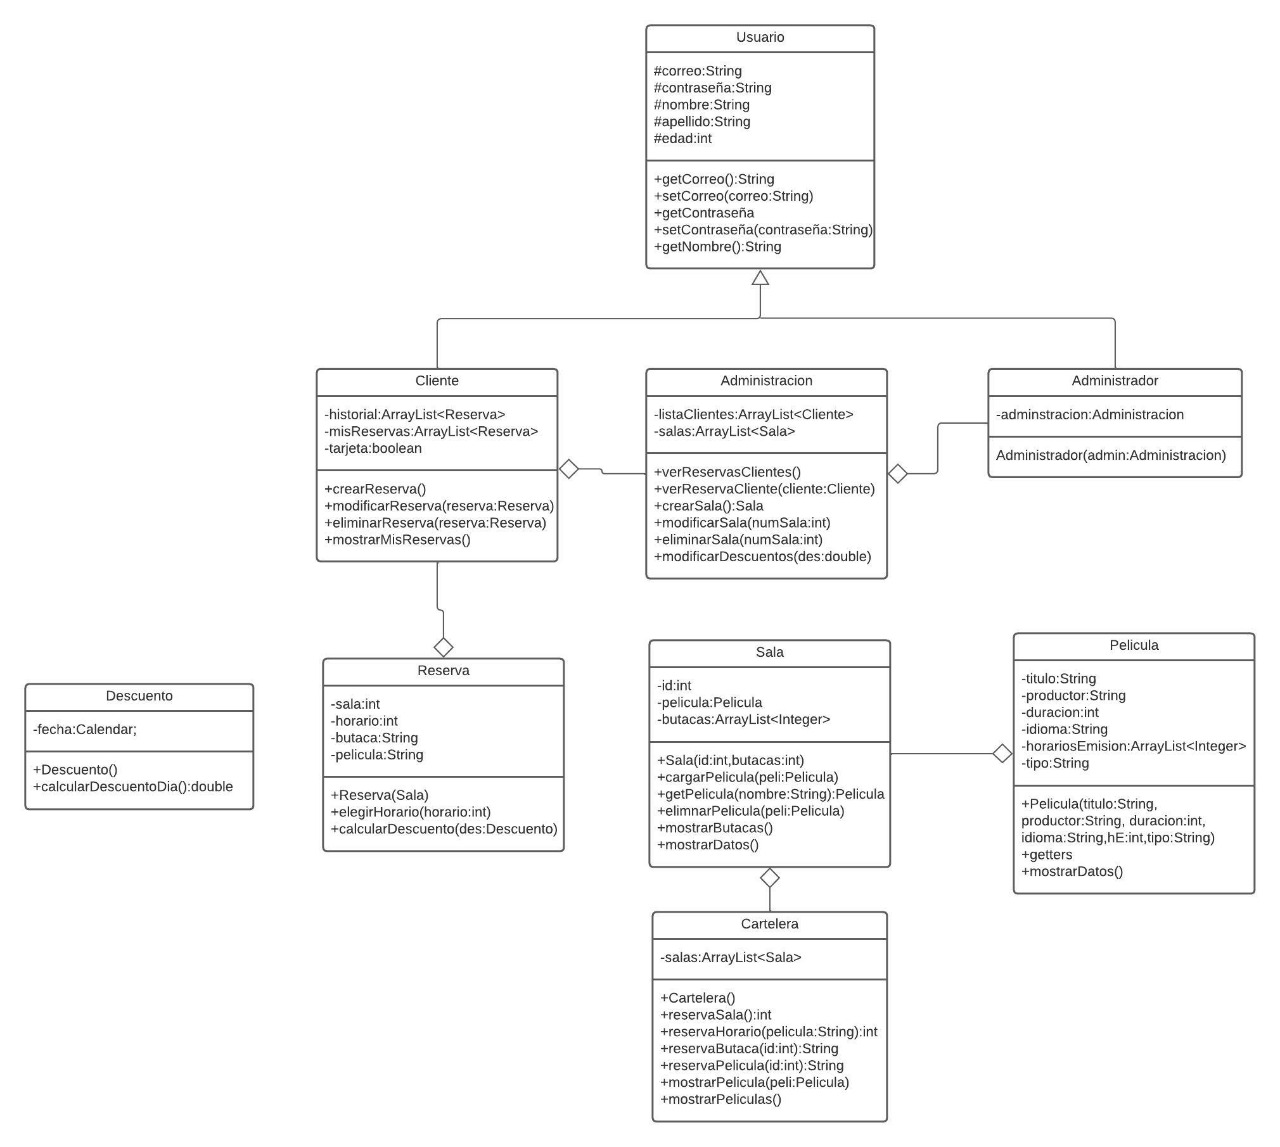 Usuario
#correo:String
#contraseña:String
#nombre:String
#apellido:String
#edad:int
+getCorreo():String
+setCorreo(correo:String)
+getContraseña
+setContraseña(contraseña:String)
+getNombre():String
Cliente
-historial:ArrayList<Reserva>
-misReservas:ArrayList<Reserva>
-tarjeta:boolean
+crearReserva()
+modificarReserva(reserva:Reserva)
+eliminarReserva(reserva:Reserva)
+mostrarMisReservas()
Administracion
-listaClientes:ArrayList<Cliente>
-salas:ArrayList<Sala>
+verReservasClientes()
+verReservaCliente(cliente:Cliente)
+crearSala():Sala
+modificarSala(numSala:int)
+eliminarSala(numSala:int)
+modificarDescuentos(des:double)
Administrador
-adminstracion:Administracion
Administrador(admin:Administracion)
Descuento
-fecha:Calendar;
+Descuento()
+calcularDescuentoDia():double
Reserva
-sala:int
-horario:int
-butaca:String
-pelicula:String
+Reserva(Sala)
+elegirHorario(horario:int)
+calcularDescuento(des:Descuento)
Sala
-id:int
-pelicula:Pelicula
-butacas:ArrayList<Integer>
+Sala(id:int,butacas:int)
+cargarPelicula(peli:Pelicula)
+getPelicula(nombre:String):Pelicula
+elimnarPelicula(peli:Pelicula)
+mostrarButacas()
+mostrarDatos()
Pelicula
-titulo:String
-productor:String
-duracion:int
-idioma:String
-horariosEmision:ArrayList<Integer>
-tipo:String
+Pelicula(titulo:String,
productor:String, duracion:int,
idioma:String,hE:int,tipo:String)
+getters
+mostrarDatos()
Cartelera
-salas:ArrayList<Sala>
+Cartelera()
+reservaSala():int
+reservaHorario(pelicula:String):int
+reservaButaca(id:int):String
+reservaPelicula(id:int):String
+mostrarPelicula(peli:Pelicula)
+mostrarPeliculas()